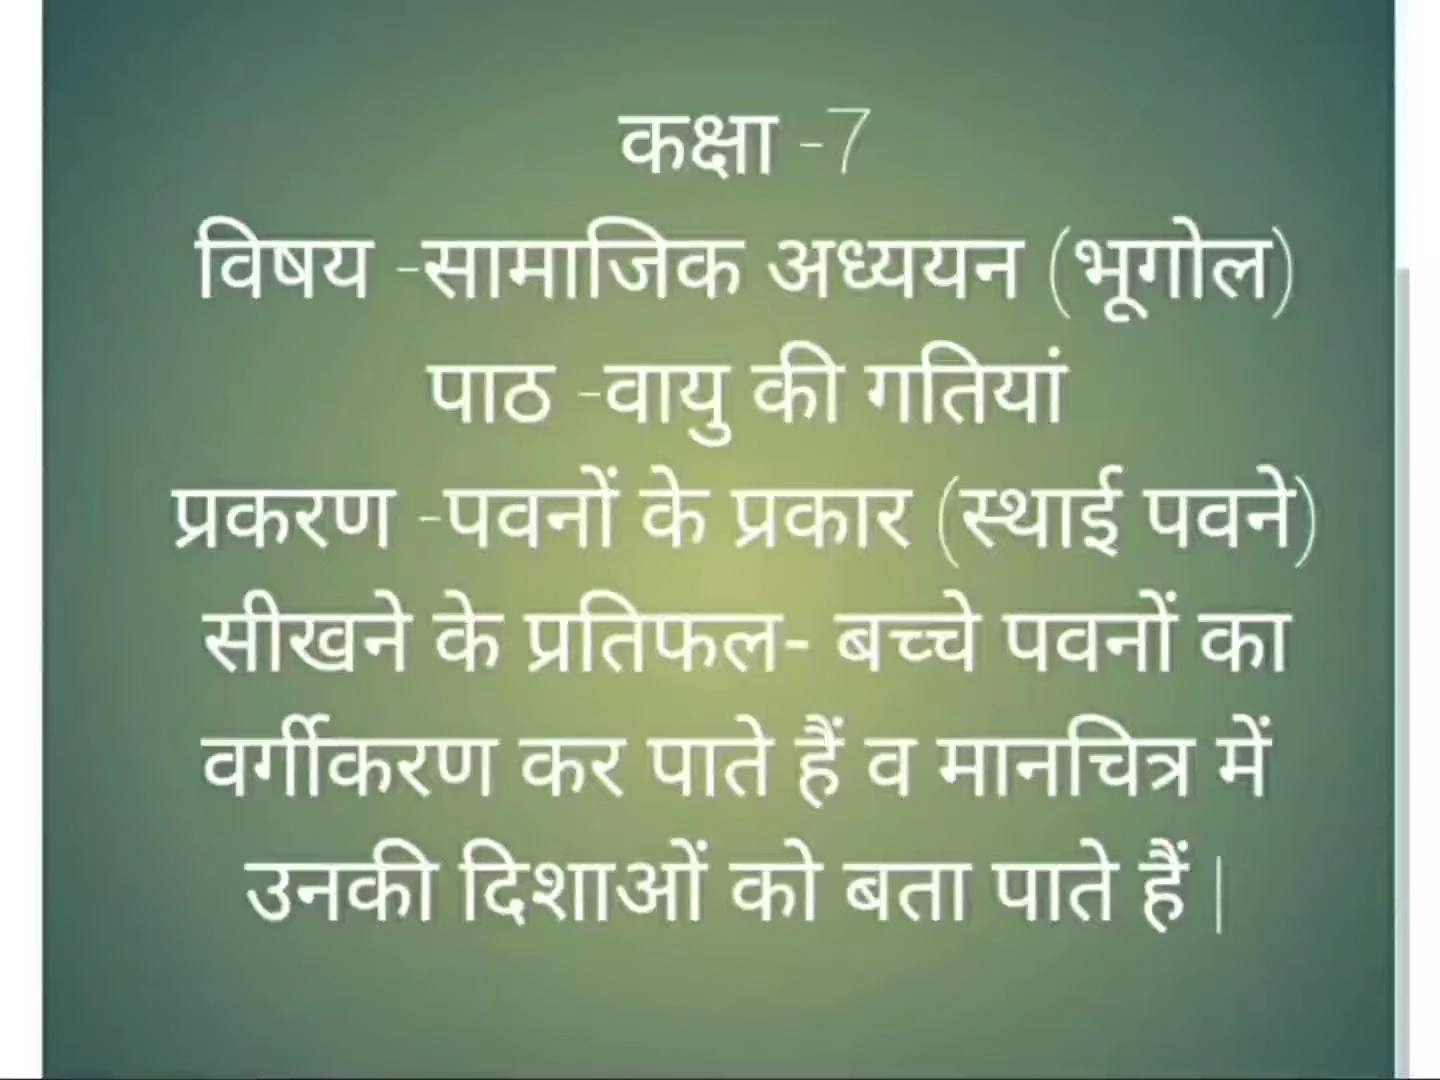 कक्षा -7
विषय -सामाजिक अध्ययन (भूगोल)
पाठ -वायु की गतियां
प्रकरण -पवनों के प्रकार (स्थाई पवने)
सीखने के प्रतिफल- बच्चे पवनों का
वर्गीकरण कर पाते हैं व मानचित्र में
उनकी दिशाओं को बता पाते हैं |